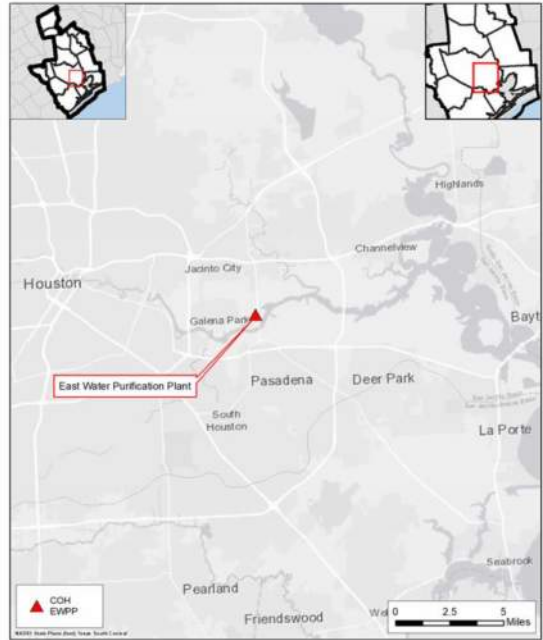 Highlands
Channelview
Jacinto City
Houston
Galena Park
Bayt
East Water Purification Plant
Pasadena
Deer Park
South
Houston
La Porte
Seabrook
COH
EWPP
Pearland
Friendswood
We
0 2.5 5
Miles